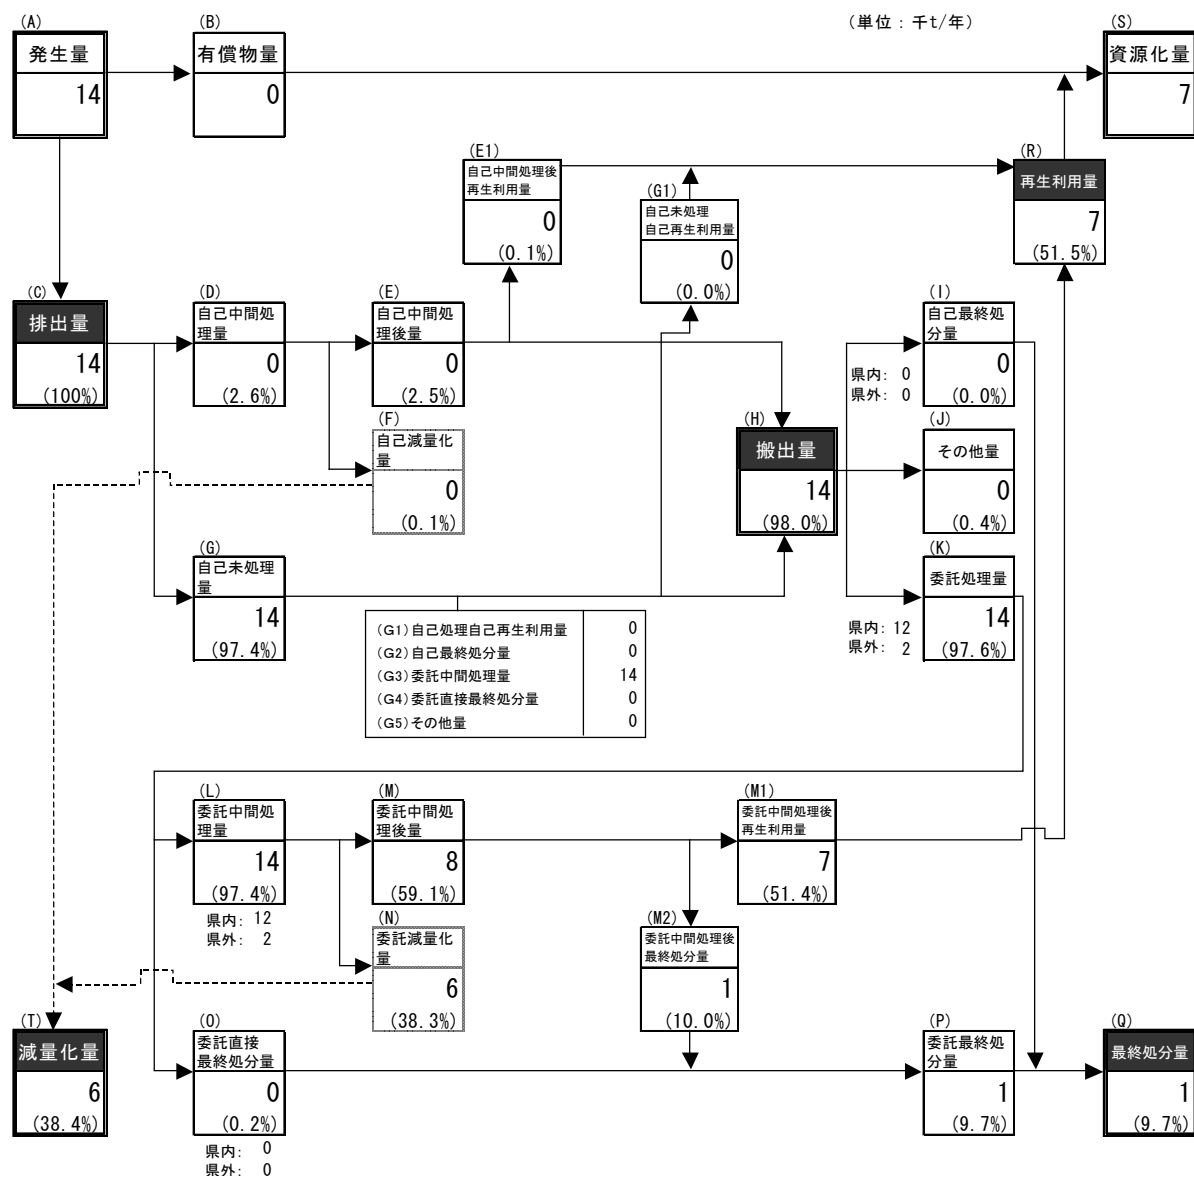 (単位：千t/年)
(A)
発生量
14
(B)
有償物量
0
(S)
資源化量
7
(E1)
自己中間処理後
再生利用量
0
(0.1%)
(G1)
自己未処理
自己再生利用量
0
(0.0%)
(R)
再生利用量
7
(51.5%)
(C)
排出量
14
(100%)
(D)
自己中間処
理量
0
(2.6%)
(E)
自己中間処
理後量
0
(2.5%)
(I)
自己最終処
分量
0
(0.0%)
県内: 0
県外: 0
(F)
自己減量化
量
0
(0.1%)
(H)
搬出量
14
(98.0%)
(J)
その他量
0
(0.4%)
(G)
自己未処理
量
14
(97.4%)
(K)
委託処理量
14
(97.6%)
県内: 12
県外: 2
(G1)自己処理自己再生利用量 0
(G2)自己最終処分量 0
(G3)委託中間処理量 14
(G4)委託直接最終処分量 0
(G5)その他量 0
(L)
委託中間処
理量
14
(97.4%)
県内: 12
県外: 2
(M)
委託中間処
理後量
8
(59.1%)
(M1)
委託中間処理後
再生利用量
7
(51.4%)
(N)
委託減量化
量
6
(38.3%)
(M2)
委託中間処理後
最終処分量
1
(10.0%)
(T)
減量化量
6
(38.4%)
(O)
委託直接
最終処分量
0
(0.2%)
県内: 0
県外: 0
(P)
委託最終処
分量
1
(9.7%)
(Q)
最終処分量
1
(9.7%)